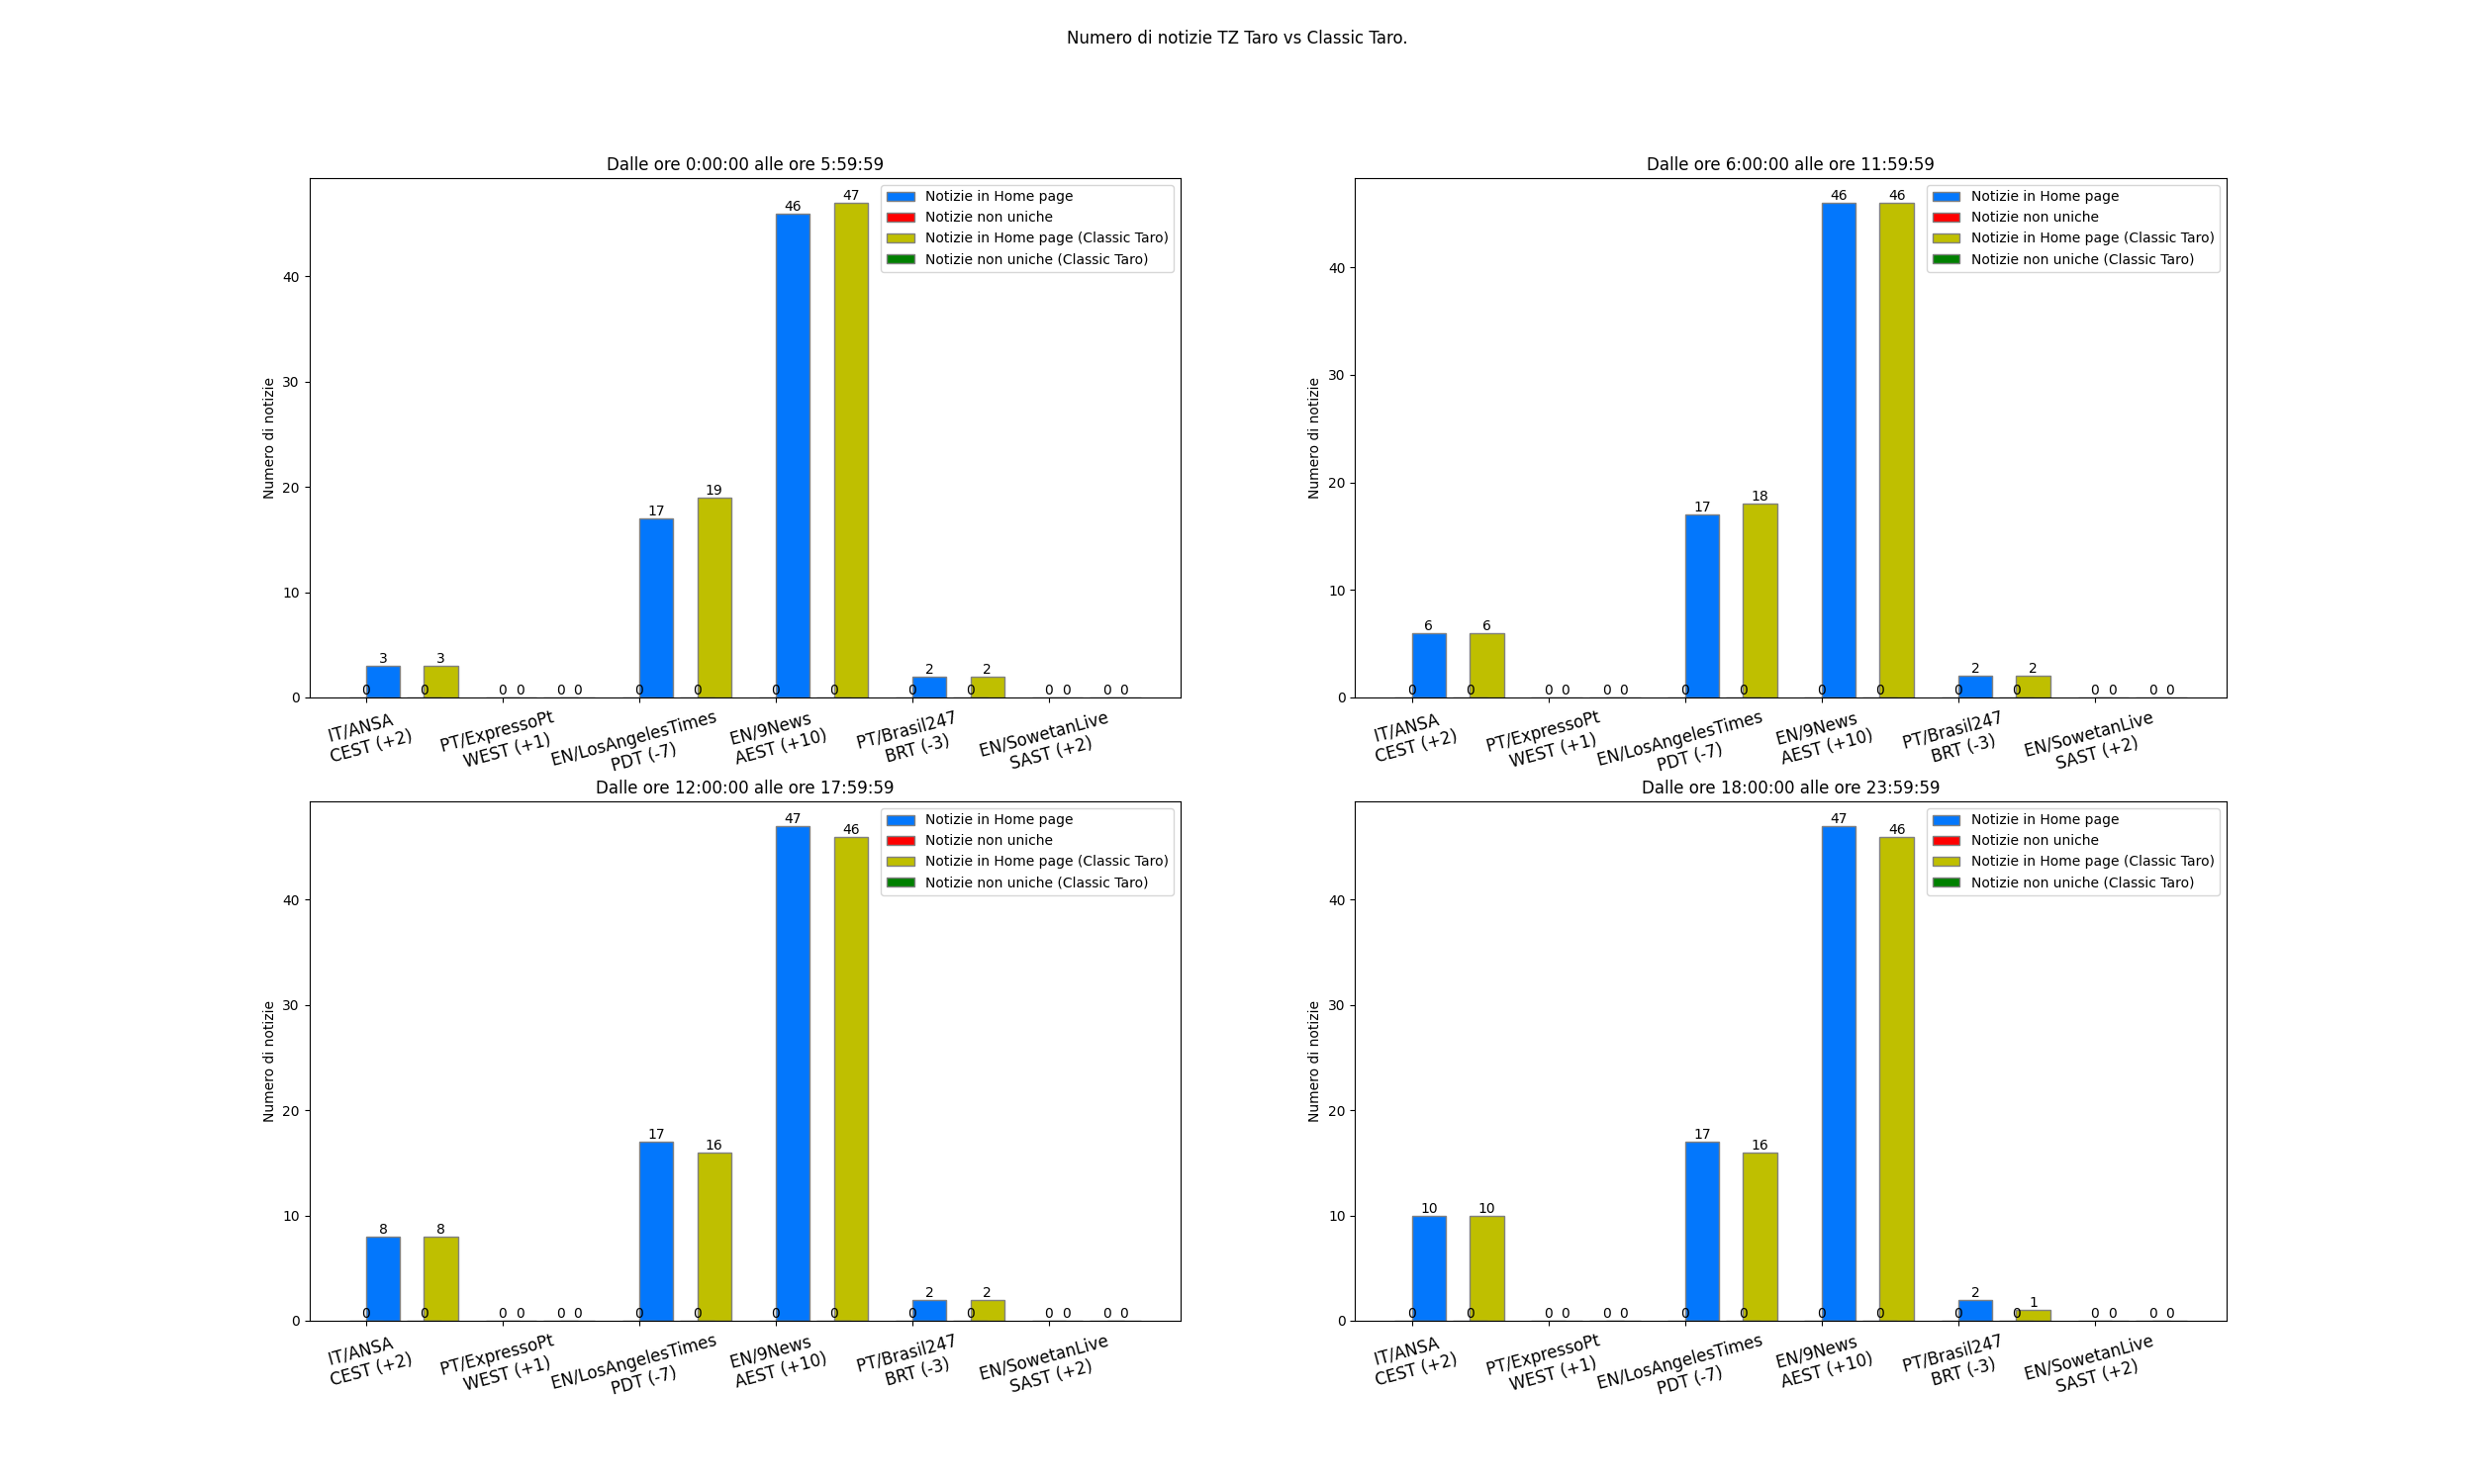 Numero di notizie TZ Taro vs Classic Taro.
Dalle ore 0:00:00 alle ore 5:59:59
Numero di notizie
40
30
20
10
0
Notizie in Home page
Notizie non uniche
Notizie in Home page (Classic Taro)
Notizie non uniche (Classic Taro)
3 3 17 19 46 47 2 2
0 0 0 0 0 0 0 0 0 0 0 0 0 0 0 0
IT/ANSA
CEST (+2)
PT/ExpressoPt
WEST (+1)
EN/LosAngelesTimes
PDT (-7)
EN/9News
AEST (+10)
PT/Brasil247
BRT (-3)
EN/SowetanLive
SAST (+2)
Dalle ore 6:00:00 alle ore 11:59:59
Numero di notizie
40
30
20
10
0
Notizie in Home page
Notizie non uniche
Notizie in Home page (Classic Taro)
Notizie non uniche (Classic Taro)
6 6 17 18 46 46 2 2
0 0 0 0 0 0 0 0 0 0 0 0 0 0 0 0
IT/ANSA
CEST (+2)
PT/ExpressoPt
WEST (+1)
EN/LosAngelesTimes
PDT (-7)
EN/9News
AEST (+10)
PT/Brasil247
BRT (-3)
EN/SowetanLive
SAST (+2)
Dalle ore 12:00:00 alle ore 17:59:59
Numero di notizie
40
30
20
10
0
Notizie in Home page
Notizie non uniche
Notizie in Home page (Classic Taro)
Notizie non uniche (Classic Taro)
8 8 17 16 47 46 2 2
0 0 0 0 0 0 0 0 0 0 0 0 0 0 0 0
IT/ANSA
CEST (+2)
PT/ExpressoPt
WEST (+1)
EN/LosAngelesTimes
PDT (-7)
EN/9News
AEST (+10)
PT/Brasil247
BRT (-3)
EN/SowetanLive
SAST (+2)
Dalle ore 18:00:00 alle ore 23:59:59
Numero di notizie
40
30
20
10
0
Notizie in Home page
Notizie non uniche
Notizie in Home page (Classic Taro)
Notizie non uniche (Classic Taro)
10 10 17 16 47 46 2 1
0 0 0 0 0 0 0 0 0 0 0 0 0 0 0 0
IT/ANSA
CEST (+2)
PT/ExpressoPt
WEST (+1)
EN/LosAngelesTimes
PDT (-7)
EN/9News
AEST (+10)
PT/Brasil247
BRT (-3)
EN/SowetanLive
SAST (+2)